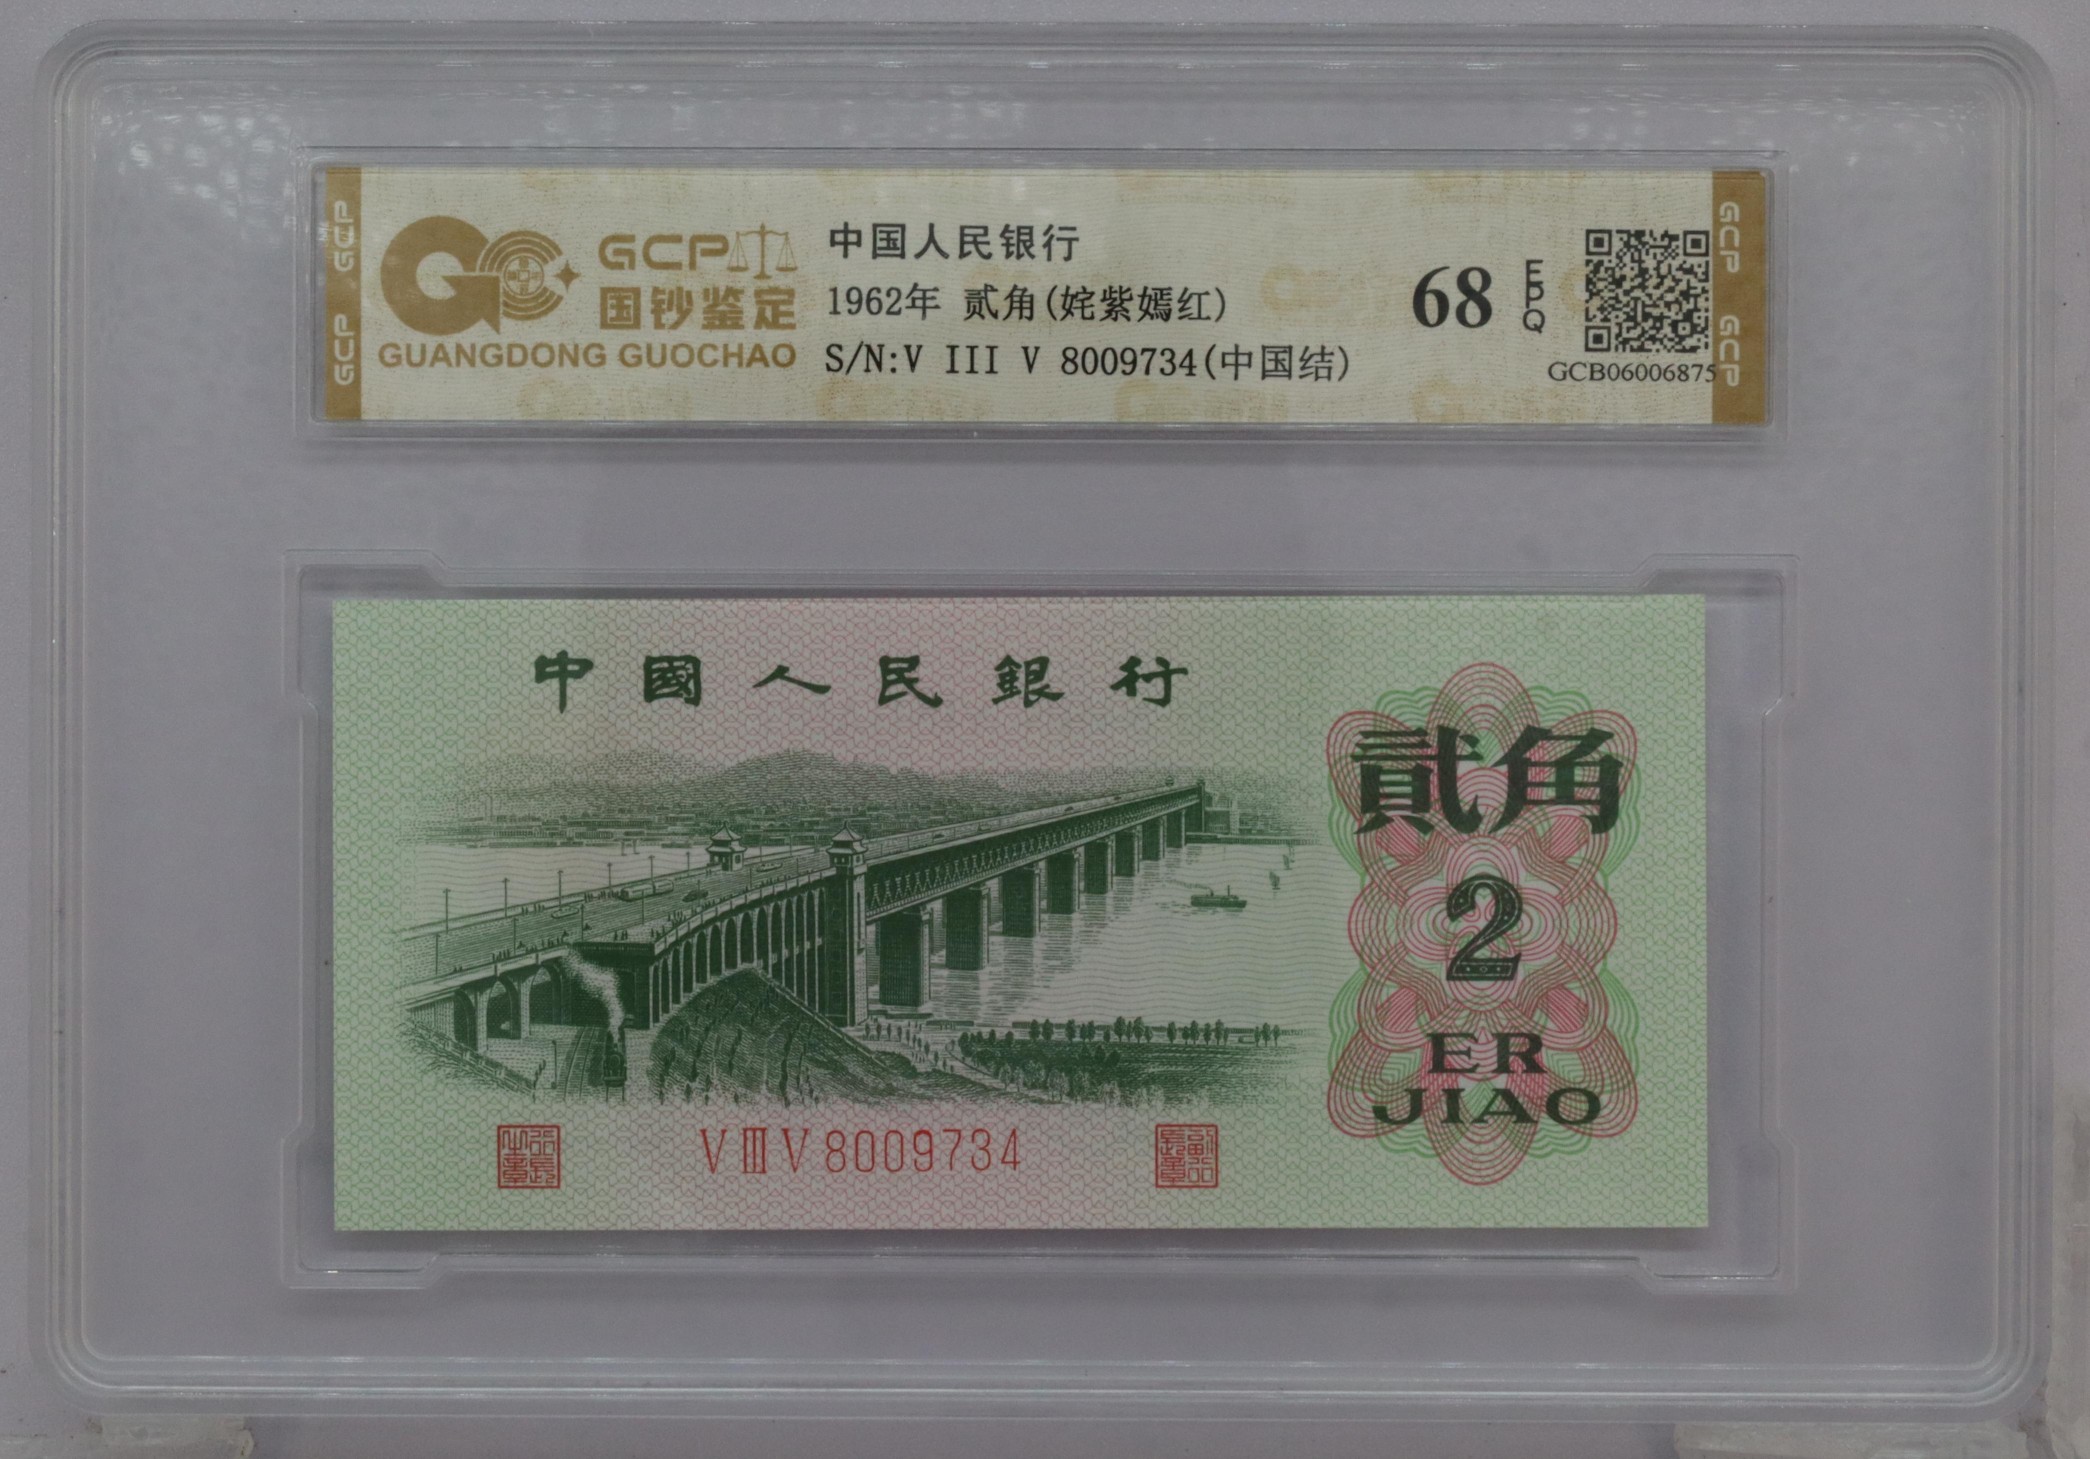 GCP GCP
GCP
国钞鉴定
GUANGDONG GUOCHAO
中国人民银行
1962年 贰角(姹紫嫣红)
S/N:V III V 8009734(中国结)
68 EPQ
GCB06006875
GCP GCP
中國人民銀行
貳角
2
ER
JIAO
VⅢV8009734